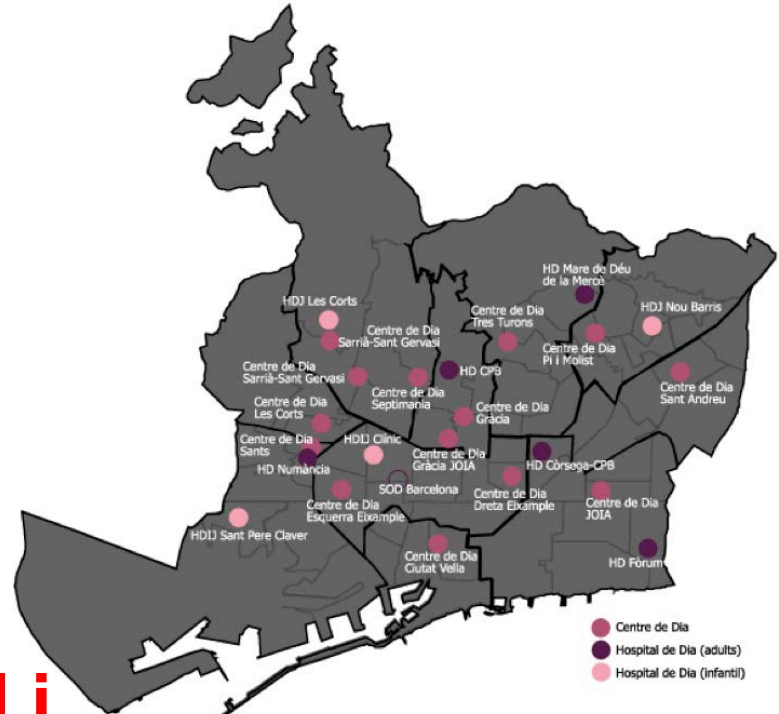 HD Mare de Déu
de la Mercè
HDJ Les Corts
HDJ Nou Barris
Centre de Dia
Tres Turons
Centre de Dia
Sarrià-Sant Gervasi
Centre de Dia
Pi i Molist
Centre de Dia
Sarrià-Sant Gervasi
HD CPB
Centre de Dia
Septimania
Centre de Dia
Sant Andreu
Centre de Dia
Les Corts
Centre de Dia
Gràcia
Centre de Dia
Sants
HDIJ Clínic
Centre de Dia
Gràcia JOIA
HD Numància
HD Còrsega-CPB
SOD Barcelona
Centre de Dia
Dreta Eixample
Centre de Dia
Esquerra Eixample
Centre de Dia
JOIA
HDIJ Sant Pere Claver
Centre de Dia
Ciutat Vella
HD Fòrum
Centre de Dia
Hospital de Dia (adults)
Hospital de Dia (infantil)